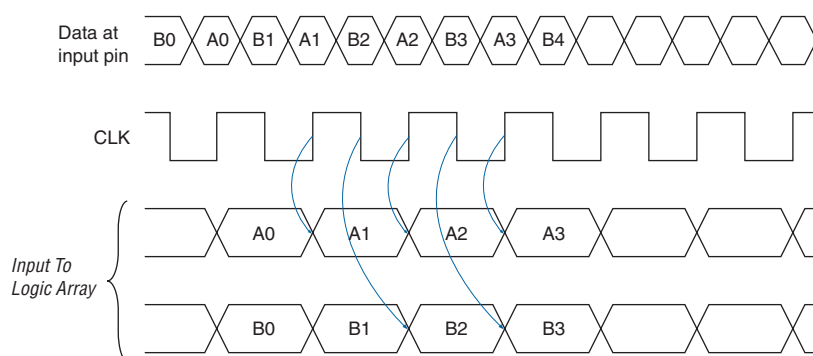 Data at
input pin
B0 A0 B1 A1 B2 A2 B3 A3 B4
CLK
Input To
Logic Array
A0 A1 A2 A3
B0 B1 B2 B3